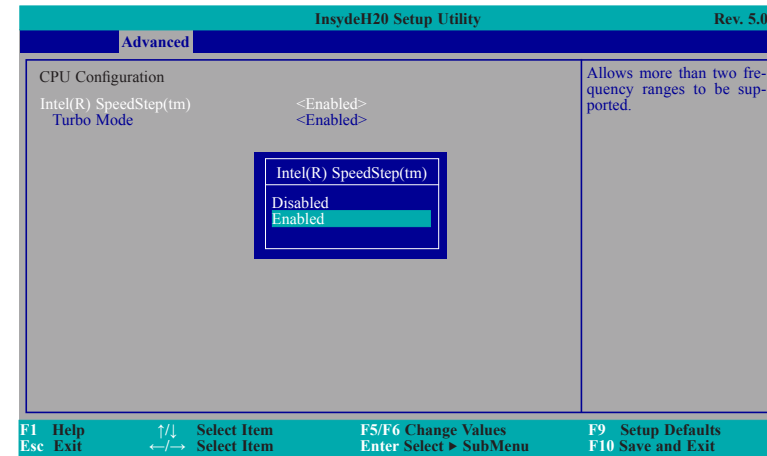 InsydeH20 Setup Utility Rev. 5.0
Advanced
CPU Configuration
Intel(R) SpeedStep(tm) <Enabled>
Turbo Mode <Enabled>
Allows more than two fre-
quency ranges to be sup-
ported.
Intel(R) SpeedStep(tm)
Disabled
Enabled
F1 Help ↑/↓ Select Item F5/F6 Change Values F9 Setup Defaults
Esc Exit ←/→ Select Item Enter Select ► SubMenu F10 Save and Exit